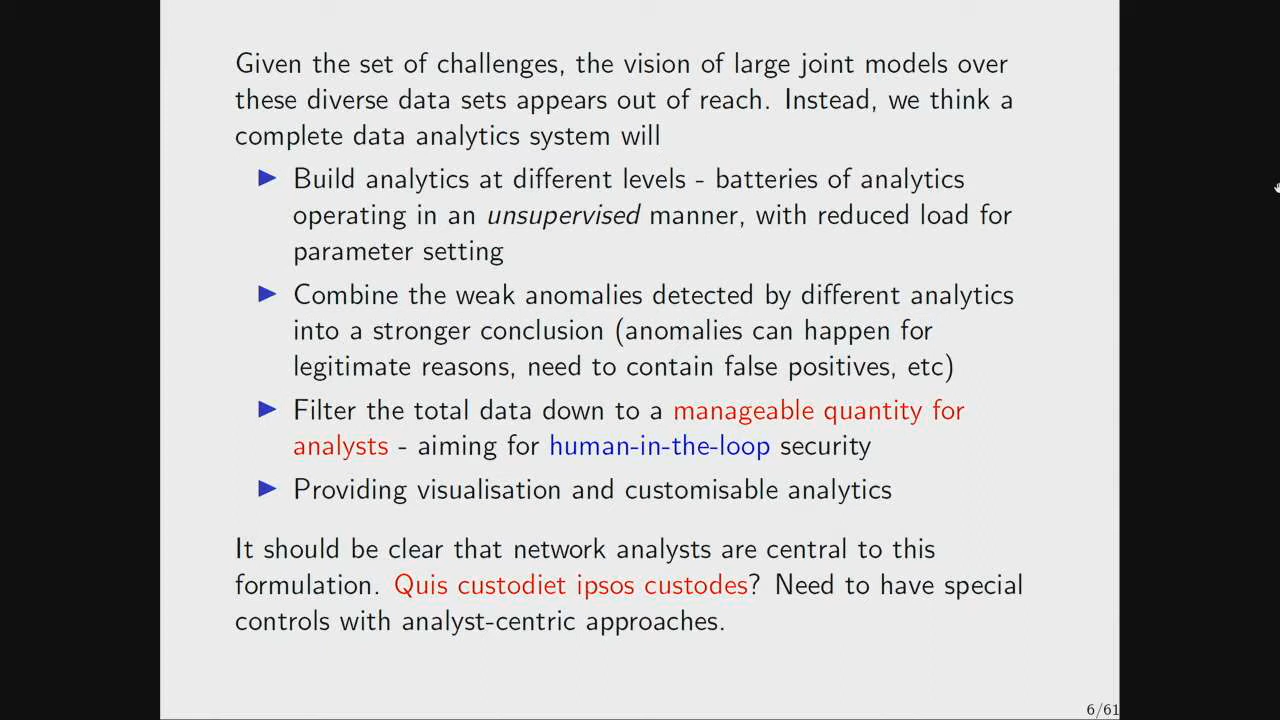 Given the set of challenges, the vision of large joint models over
these diverse data sets appears out of reach. Instead, we think a
complete data analytics system will
▶ Build analytics at different levels - batteries of analytics
operating in an unsupervised manner, with reduced load for
parameter setting
▶ Combine the weak anomalies detected by different analytics
into a stronger conclusion (anomalies can happen for
legitimate reasons, need to contain false positives, etc)
▶ Filter the total data down to a manageable quantity for
analysts - aiming for human-in-the-loop security
▶ Providing visualisation and customisable analytics
It should be clear that network analysts are central to this
formulation. Quis custodiet ipsos custodes? Need to have special
controls with analyst-centric approaches.
6/61